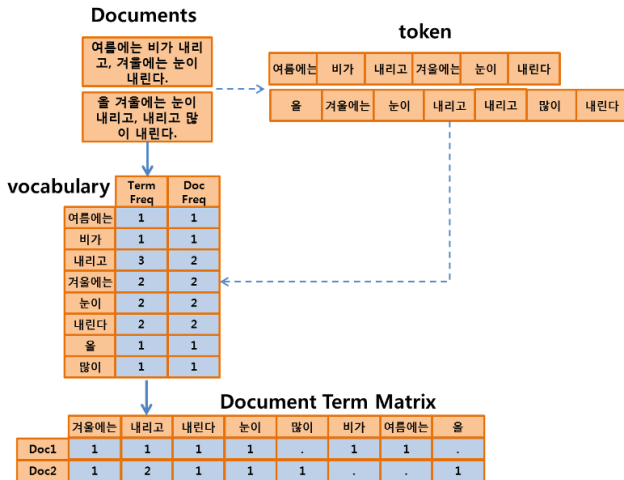 Documents
여름에는 비가 내리
고, 겨울에는 눈이
내린다.
올 겨울에는 눈이
내리고, 내리고 많
이 내린다.
token
여름에는 비가 내리고 겨울에는 눈이 내린다
올 겨울에는 눈이 내리고 내리고 많이 내린다
vocabulary
Term Freq Doc Freq
여름에는 1 1
비가 1 1
내리고 3 2
겨울에는 2 2
눈이 2 2
내린다 2 2
올 1 1
많이 1 1
Document Term Matrix
겨울에는 내리고 내린다 눈이 많이 비가 여름에는 올
Doc1 1 1 1 1 . 1 1 .
Doc2 1 2 1 1 1 . . 1